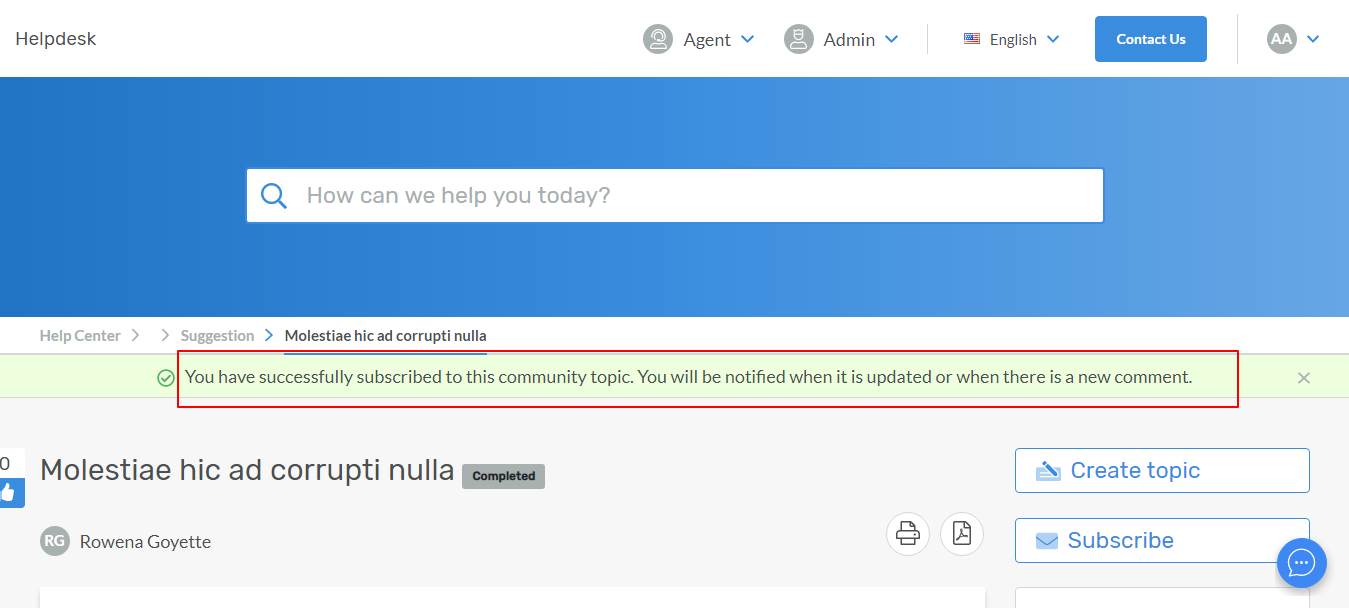 Helpdesk
Agent
Admin
English
Contact Us
AA
How can we help you today?
Help Center
Suggestion
Molestiae hic ad corrupti nulla
You have successfully subscribed to this community topic. You will be notified when it is updated or when there is a new comment.
0
Molestiae hic ad corrupti nulla Completed
Create topic
RG Rowena Goyette
Subscribe